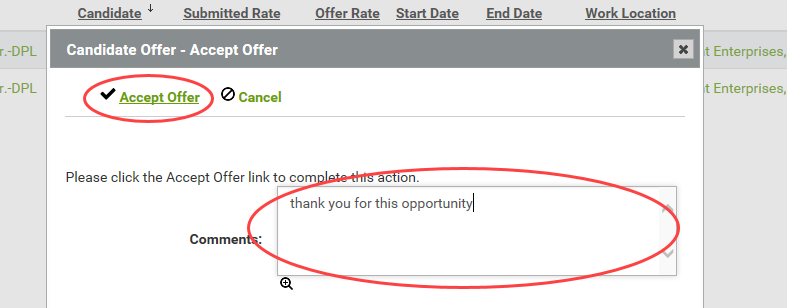 Candidate ↓ Submitted Rate Offer Rate Start Date End Date Work Location
Candidate Offer - Accept Offer
r.-DPL t Enterprises,
Accept Offer Cancel
r.-DPL t Enterprises,
Please click the Accept Offer link to complete this action.
thank you for this opportunity
Comments: